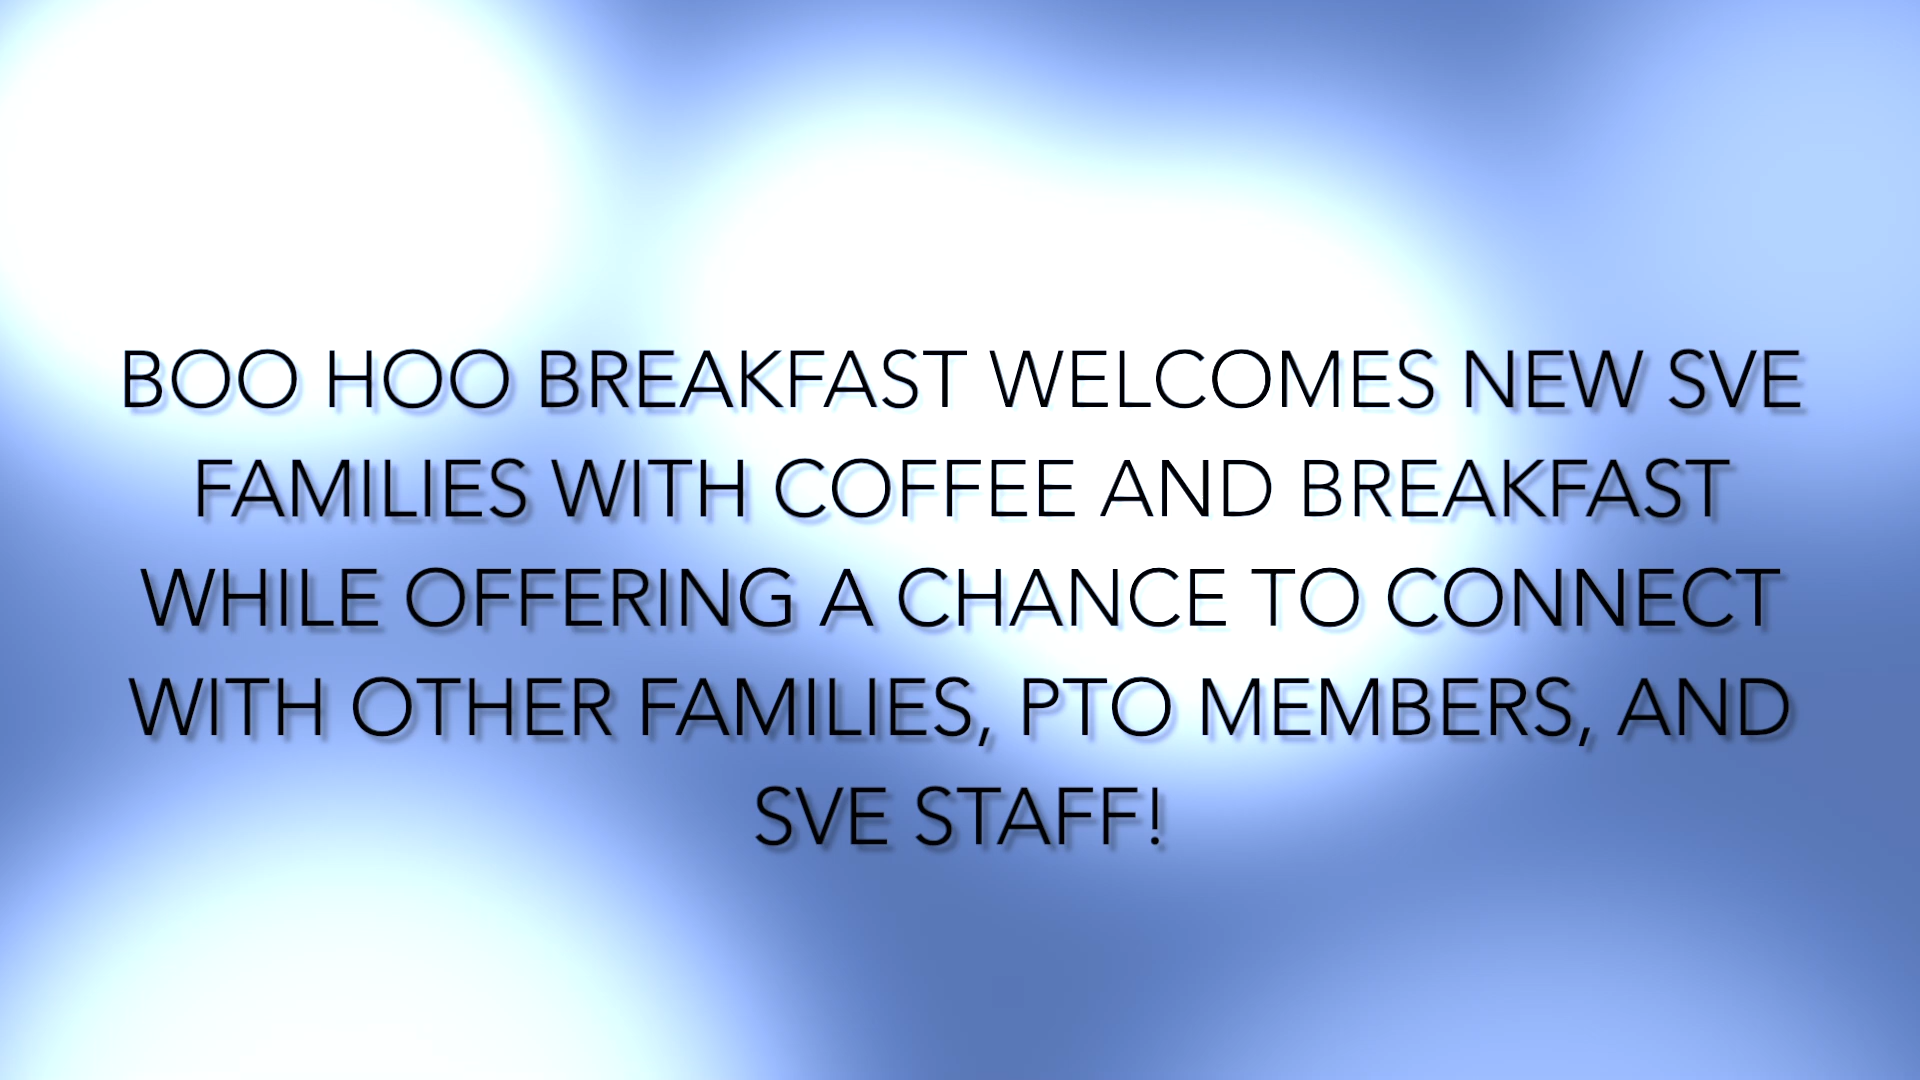 BOO HOO BREAKFAST WELCOMES NEW SVE
FAMILIES WITH COFFEE AND BREAKFAST
WHILE OFFERING A CHANCE TO CONNECT
WITH OTHER FAMILIES, PTO MEMBERS, AND
SVE STAFF!